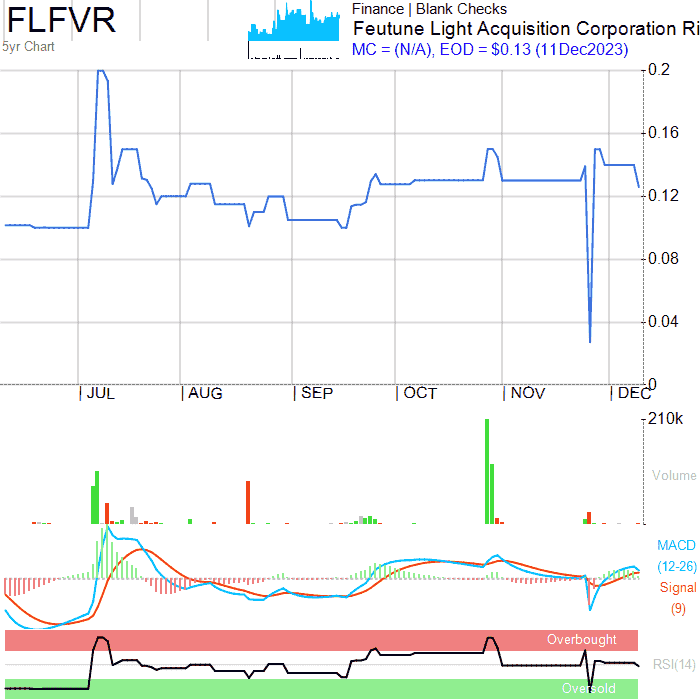 FLFVR
5yr Chart
Finance | Blank Checks
Feutune Light Acquisition Corporation Ri
MC = (N/A), EOD = $0.13 (11Dec2023)
0.2
0.16
0.12
0.08
0.04
0
| JUL | AUG | SEP | OCT | NOV | DEC
210k
Volume
MACD
(12-26)
Signal
(9)
Overbought
RSI(14)
Oversold